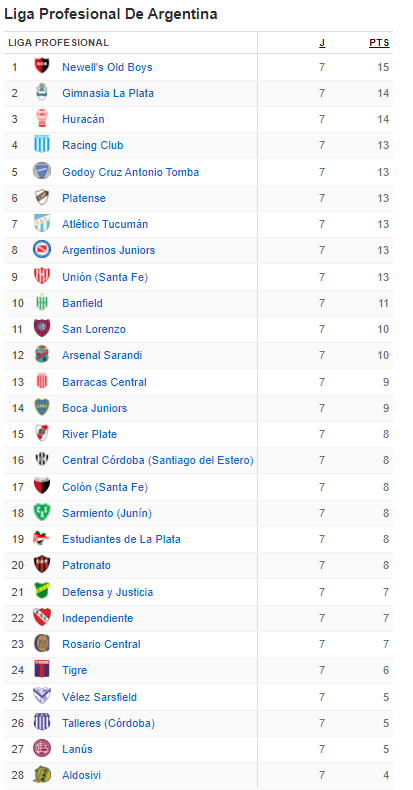 Liga Profesional De Argentina
LIGA PROFESIONAL J PTS
1 Newell's Old Boys 7 15
2 Gimnasia La Plata 7 14
3 Huracán 7 14
4 Racing Club 7 13
5 Godoy Cruz Antonio Tomba 7 13
6 Platense 7 13
7 Atlético Tucumán 7 13
8 Argentinos Juniors 7 13
9 Unión (Santa Fe) 7 13
10 Banfield 7 11
11 San Lorenzo 7 10
12 Arsenal Sarandi 7 10
13 Barracas Central 7 9
14 Boca Juniors 7 9
15 River Plate 7 8
16 Central Córdoba (Santiago del Estero) 7 8
17 Colón (Santa Fe) 7 8
18 Sarmiento (Junín) 7 8
19 Estudiantes de La Plata 7 8
20 Patronato 7 8
21 Defensa y Justicia 7 7
22 Independiente 7 7
23 Rosario Central 7 7
24 Tigre 7 6
25 Vélez Sarsfield 7 5
26 Talleres (Córdoba) 7 5
27 Lanús 7 5
28 Aldosivi 7 4